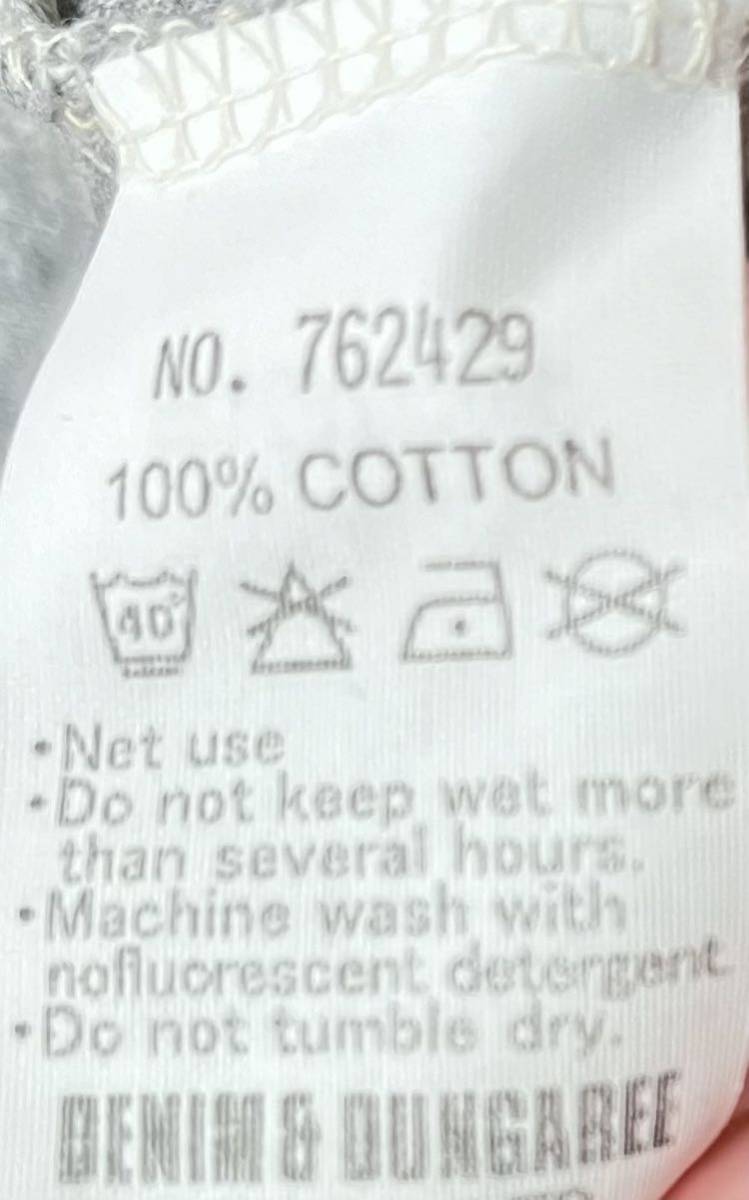 NO. 762429
100% COTTON
40°
•Net use
•Do not keep wet more
than several hours.
•Machine wash with
nofluorescent detergent
•Do not tumble dry.
DENIM & DUNGAREE